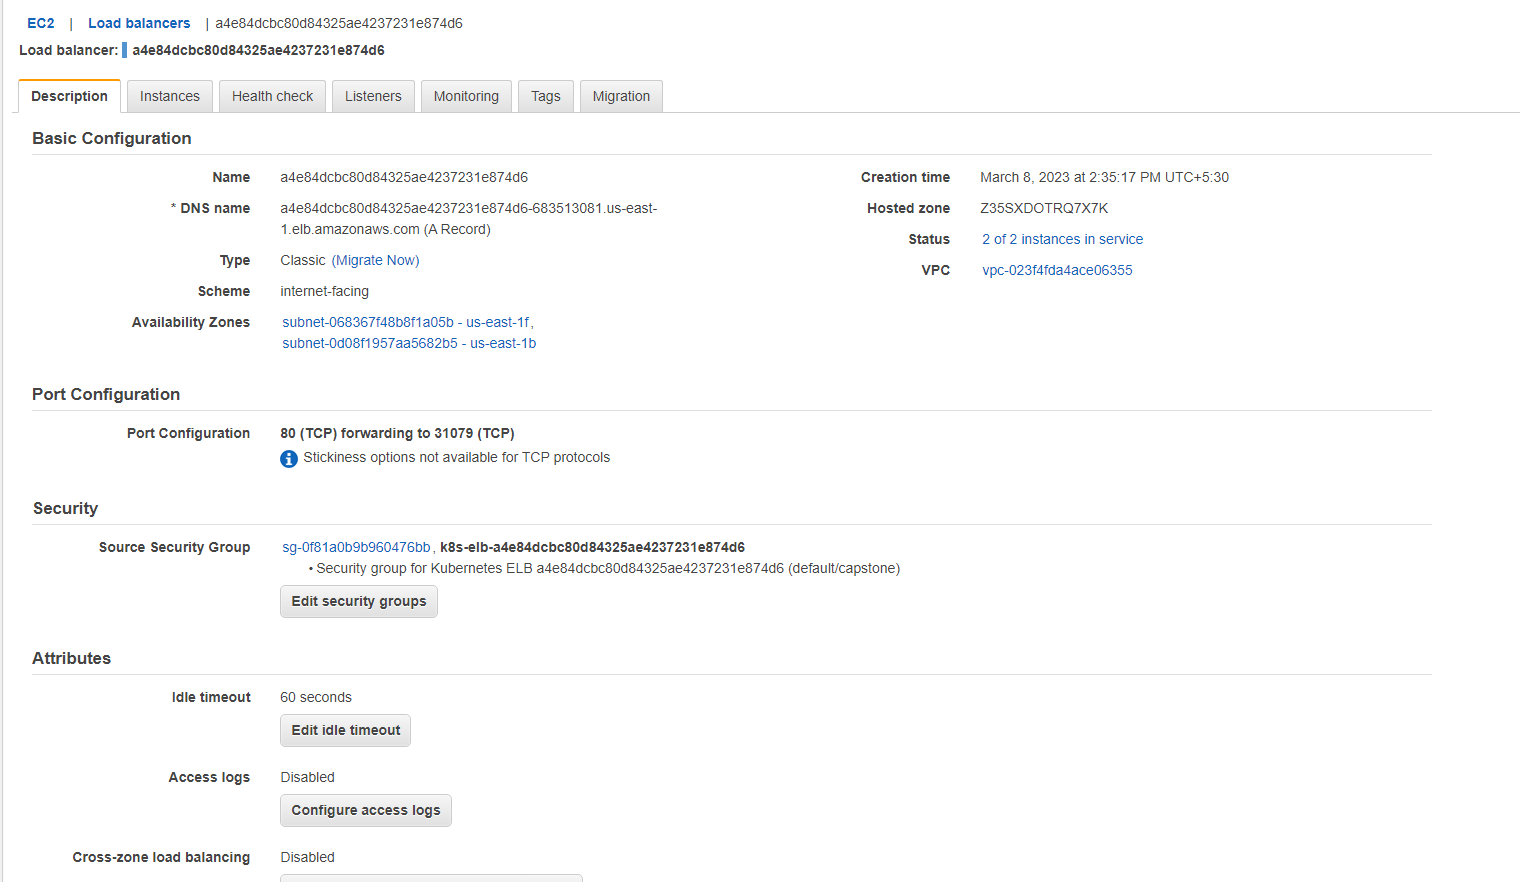 EC2 | Load balancers | a4e84dcbc80d84325ae4237231e874d6
Load balancer: a4e84dcbc80d84325ae4237231e874d6
Description Instances Health check Listeners Monitoring Tags Migration
Basic Configuration
Name a4e84dcbc80d84325ae4237231e874d6
* DNS name a4e84dcbc80d84325ae4237231e874d6-683513081.us-east-
1.elb.amazonaws.com (A Record)
Type Classic (Migrate Now)
Scheme internet-facing
Availability Zones subnet-068367f48b8f1a05b - us-east-1f,
subnet-0d08f1957aa5682b5 - us-east-1b
Creation time March 8, 2023 at 2:35:17 PM UTC+5:30
Hosted zone Z35SXDOTRQ7X7K
Status 2 of 2 instances in service
VPC vpc-023f4fda4ace06355
Port Configuration
Port Configuration 80 (TCP) forwarding to 31079 (TCP)
Stickiness options not available for TCP protocols
Security
Source Security Group sg-0f81a0b9b960476bb, k8s-elb-a4e84dcbc80d84325ae4237231e874d6
• Security group for Kubernetes ELB a4e84dcbc80d84325ae4237231e874d6 (default/capstone)
Edit security groups
Attributes
Idle timeout 60 seconds
Edit idle timeout
Access logs Disabled
Configure access logs
Cross-zone load balancing Disabled